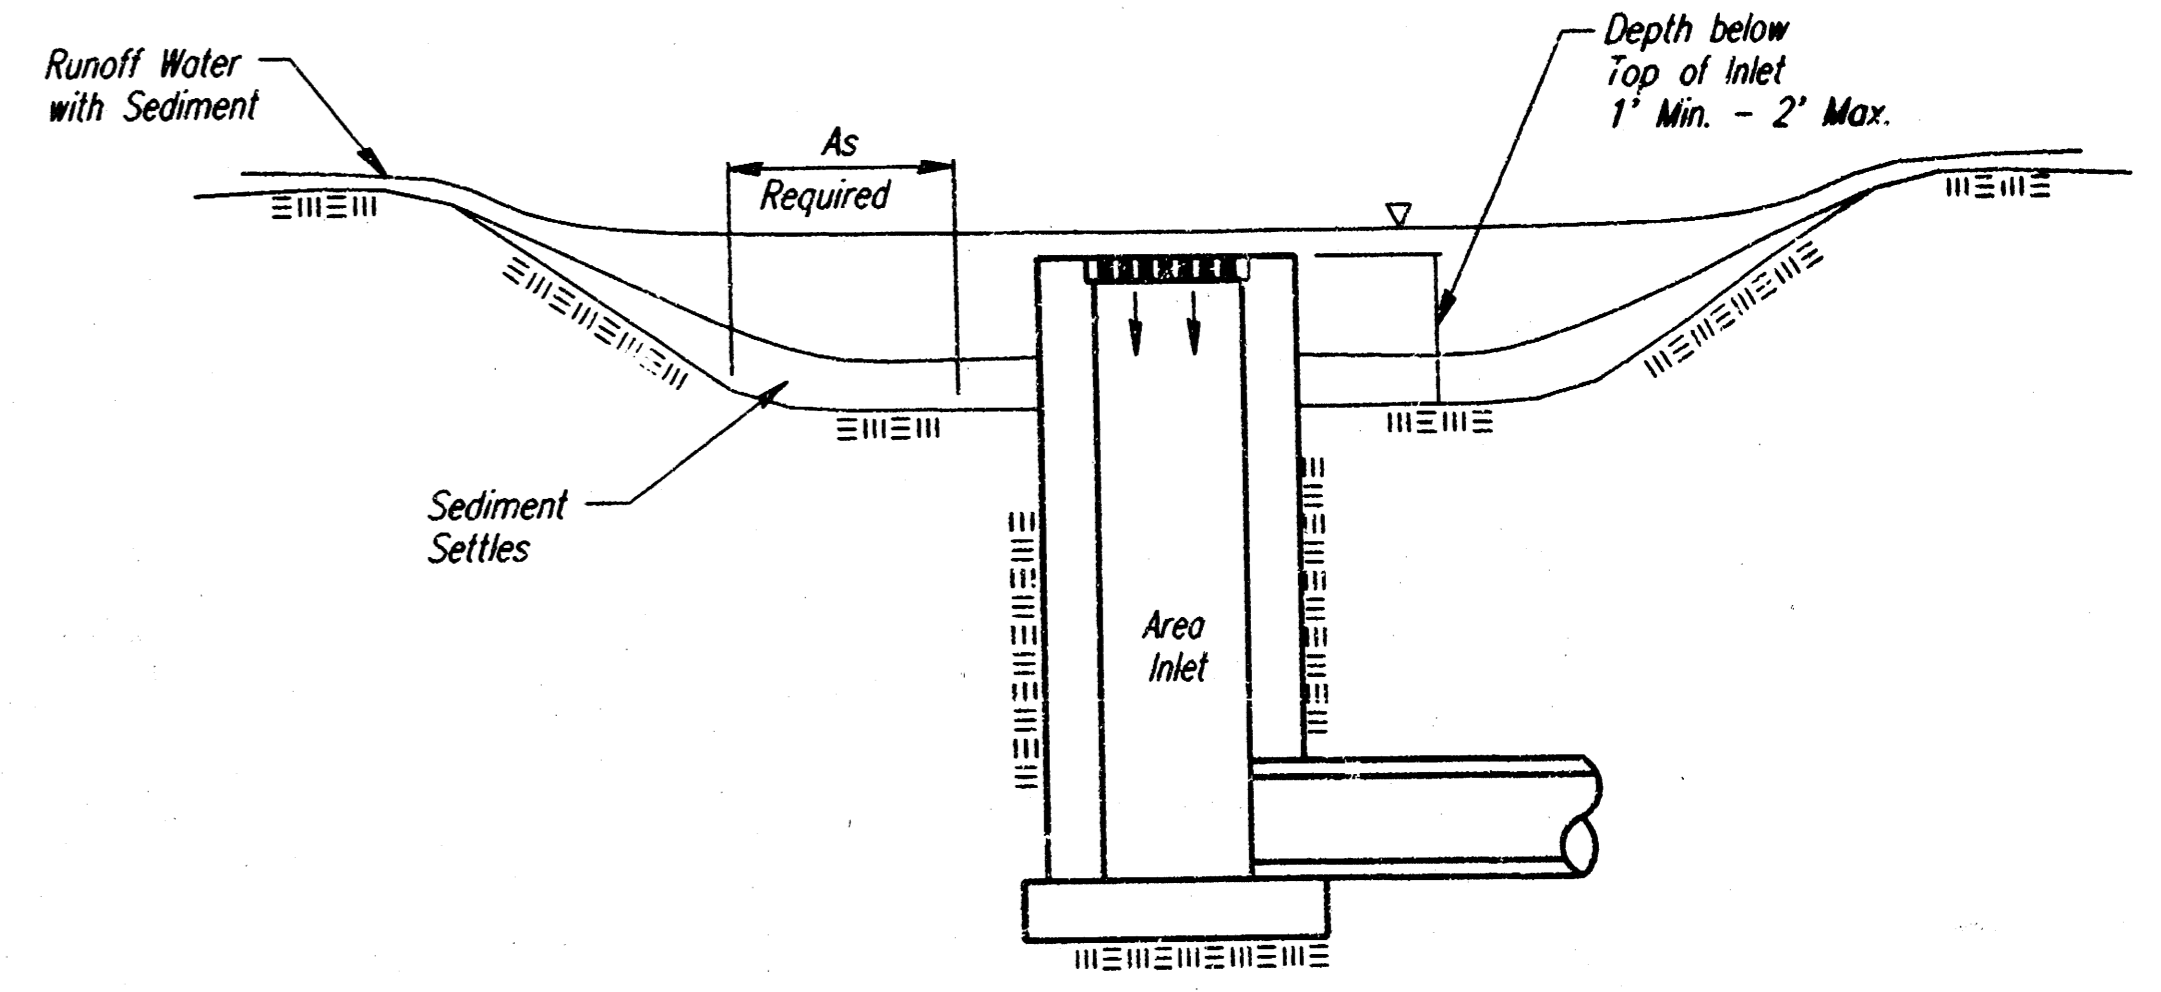 Runoff Water
with Sediment
As
Required
Depth below
Top of Inlet
1' Min. - 2' Max.
Sediment
Settles
Area
Inlet